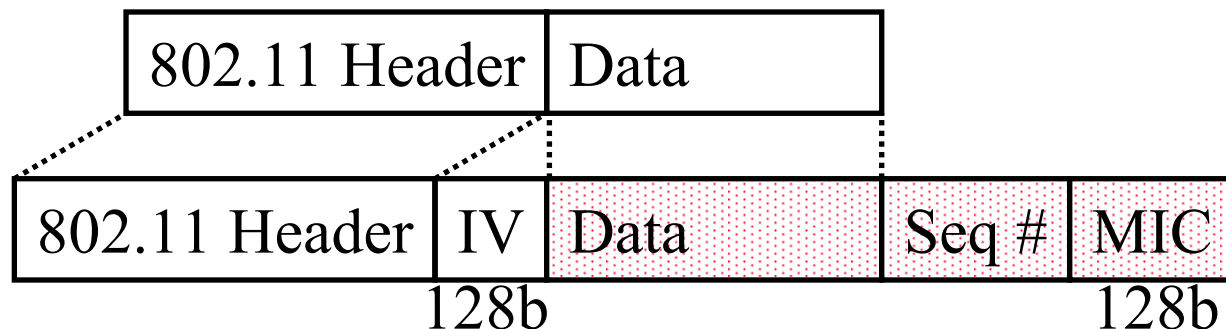 802.11 Header Data
802.11 Header IV Data Seq # MIC
128b 128b